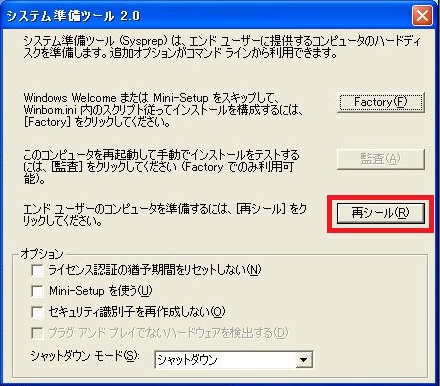 システム準備ツール 2.0
システム準備ツール (Sysprep) は、エンド ユーザーに提供するコンピュータのハードディ
スクを準備します。追加オプションがコマンド ラインから利用できます。
Windows Welcome または Mini-Setup をスキップして、
Winbom.ini 内のスクリプト従ってインストールを構成するには、
[Factory] をクリックしてください。
Factory(F)
このコンピュータを再起動して手動でインストールをテストする
には、[監査] をクリックしてください (Factory でのみ利用可
能)。
監査(A)
エンド ユーザーのコンピュータを準備するには、[再シール] をク
リックしてください。
再シール(R)
オプション
ライセンス認証の猶予期間をリセットしない(N)
Mini-Setup を使う(U)
セキュリティ識別子を再作成しない(O)
プラグ アンド プレイでないハードウェアを検出する(D)
シャットダウン モード(S):
シャットダウン